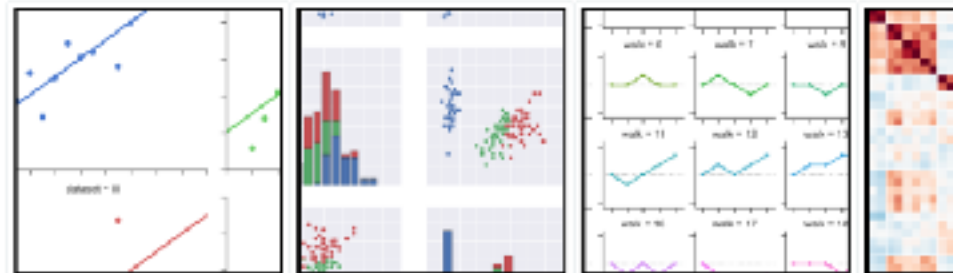 dataset = III
walk = 6
walk = 7
walk = 8
walk = 11
walk = 12
walk = 13
walk = 16
walk = 17
walk = 18